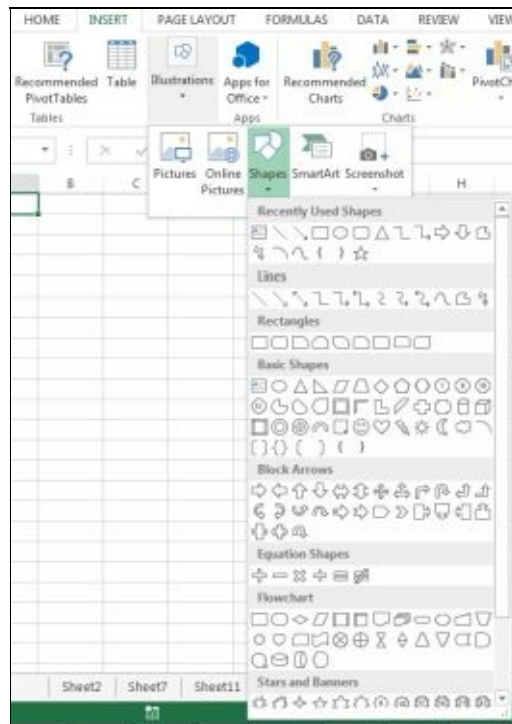 HOME INSERT PAGE LAYOUT FORMULAS DATA REVIEW VIEW
Recommended PivotTables
Table
Illustrations
Apps for Office
Recommended Charts
PivotCh
Tables
Apps
Charts
Pictures
Online Pictures
Shapes
SmartArt
Screenshot
B C H
Recently Used Shapes
Lines
Rectangles
Basic Shapes
Block Arrows
Equation Shapes
Flowchart
Stars and Banners
Sheet2 Sheet7 Sheet11